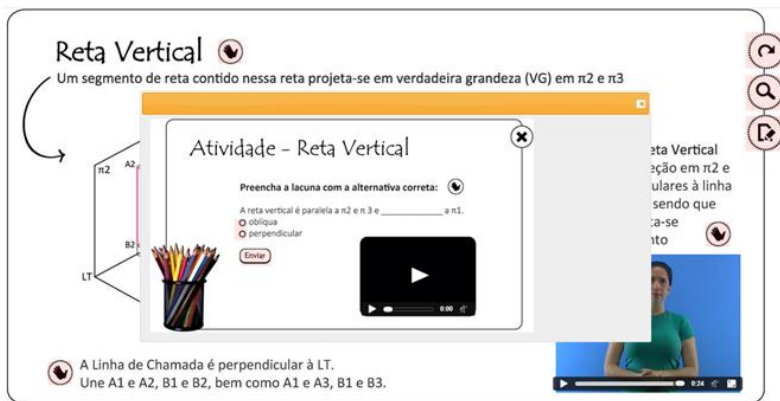 Reta Vertical
Um segmento de reta contido nessa reta projeta-se em verdadeira grandeza (VG) em π2 e π3
Atividade - Reta Vertical
Preencha a lacuna com a alternativa correta:
A reta vertical é paralela a π2 e π 3 e ______________ a π1.
oblíqua
perpendicular
Enviar
0:00
π2
A2
B2
LT
eta Vertical
eção em π2 e
ulares à linha
sendo que
ta-se
nto
0:24
A Linha de Chamada é perpendicular à LT.
Une A1 e A2, B1 e B2, bem como A1 e A3, B1 e B3.